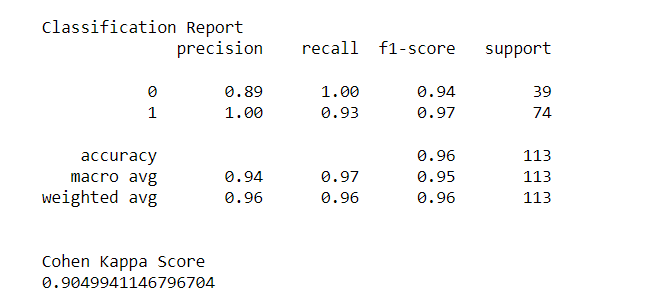 Classification Report
precision recall f1-score support
0 0.89 1.00 0.94 39
1 1.00 0.93 0.97 74
accuracy 0.96 113
macro avg 0.94 0.97 0.95 113
weighted avg 0.96 0.96 0.96 113
Cohen Kappa Score
0.9049941146796704